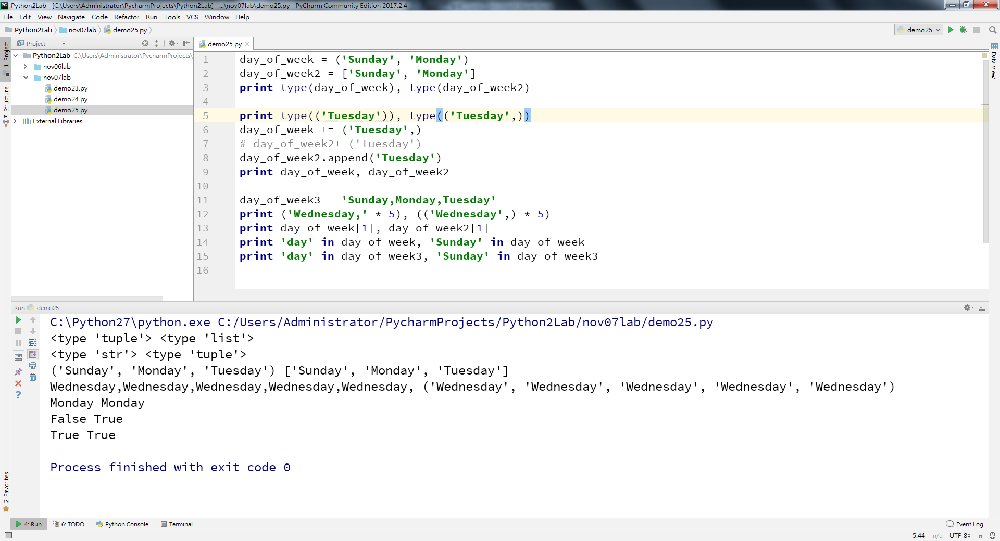 Python2Lab - [C:\Users\Administrator\PycharmProjects\Python2Lab] - ...\nov07lab\demo25.py - PyCharm Community Edition 2017.2.4
File Edit View Navigate Code Refactor Run Tools VCS Window Help
Python2Lab nov07lab demo25.py demo25
Project
demo25.py
1: Project
7: Structure
2: Favorites
Data View
Python2Lab C:\Users\Administrator\PycharmProjects\
nov06lab
nov07lab
demo23.py
demo24.py
demo25.py
External Libraries
1 day_of_week = ('Sunday', 'Monday')
2 day_of_week2 = ['Sunday', 'Monday']
3 print type(day_of_week), type(day_of_week2)
4
5 print type(('Tuesday')), type(('Tuesday',))
6 day_of_week += ('Tuesday',)
7 # day_of_week2+=('Tuesday')
8 day_of_week2.append('Tuesday')
9 print day_of_week, day_of_week2
10
11 day_of_week3 = 'Sunday,Monday,Tuesday'
12 print ('Wednesday,' * 5), (('Wednesday',) * 5)
13 print day_of_week[1], day_of_week2[1]
14 print 'day' in day_of_week, 'Sunday' in day_of_week
15 print 'day' in day_of_week3, 'Sunday' in day_of_week3
16
Run demo25
C:\Python27\python.exe C:/Users/Administrator/PycharmProjects/Python2Lab/nov07lab/demo25.py
<type 'tuple'> <type 'list'>
<type 'str'> <type 'tuple'>
('Sunday', 'Monday', 'Tuesday') ['Sunday', 'Monday', 'Tuesday']
Wednesday,Wednesday,Wednesday,Wednesday,Wednesday, ('Wednesday', 'Wednesday', 'Wednesday', 'Wednesday', 'Wednesday')
Monday Monday
False True
True True
Process finished with exit code 0
4: Run 6: TODO Python Console Terminal Event Log
5:44 n/a UTF-8